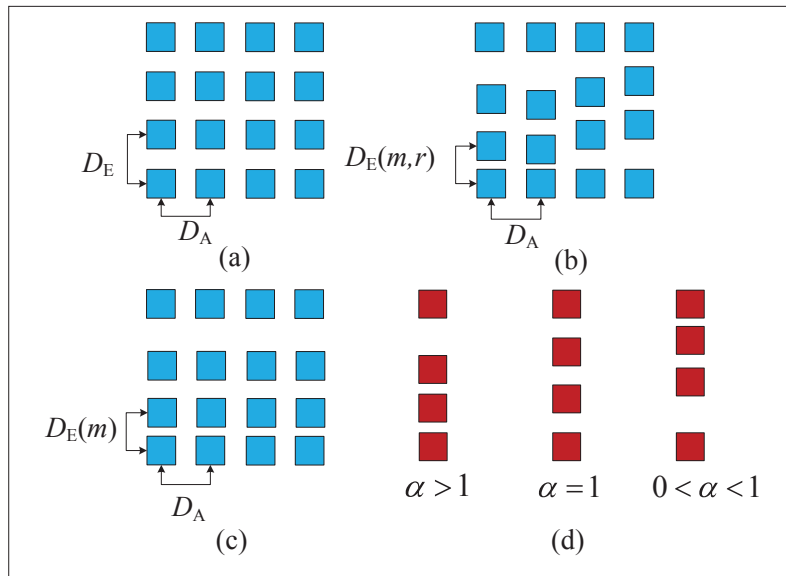 D_E
D_A
(a)
D_E(m,r)
D_A
(b)
D_E(m)
D_A
(c)
α > 1
α = 1
0 < α < 1
(d)